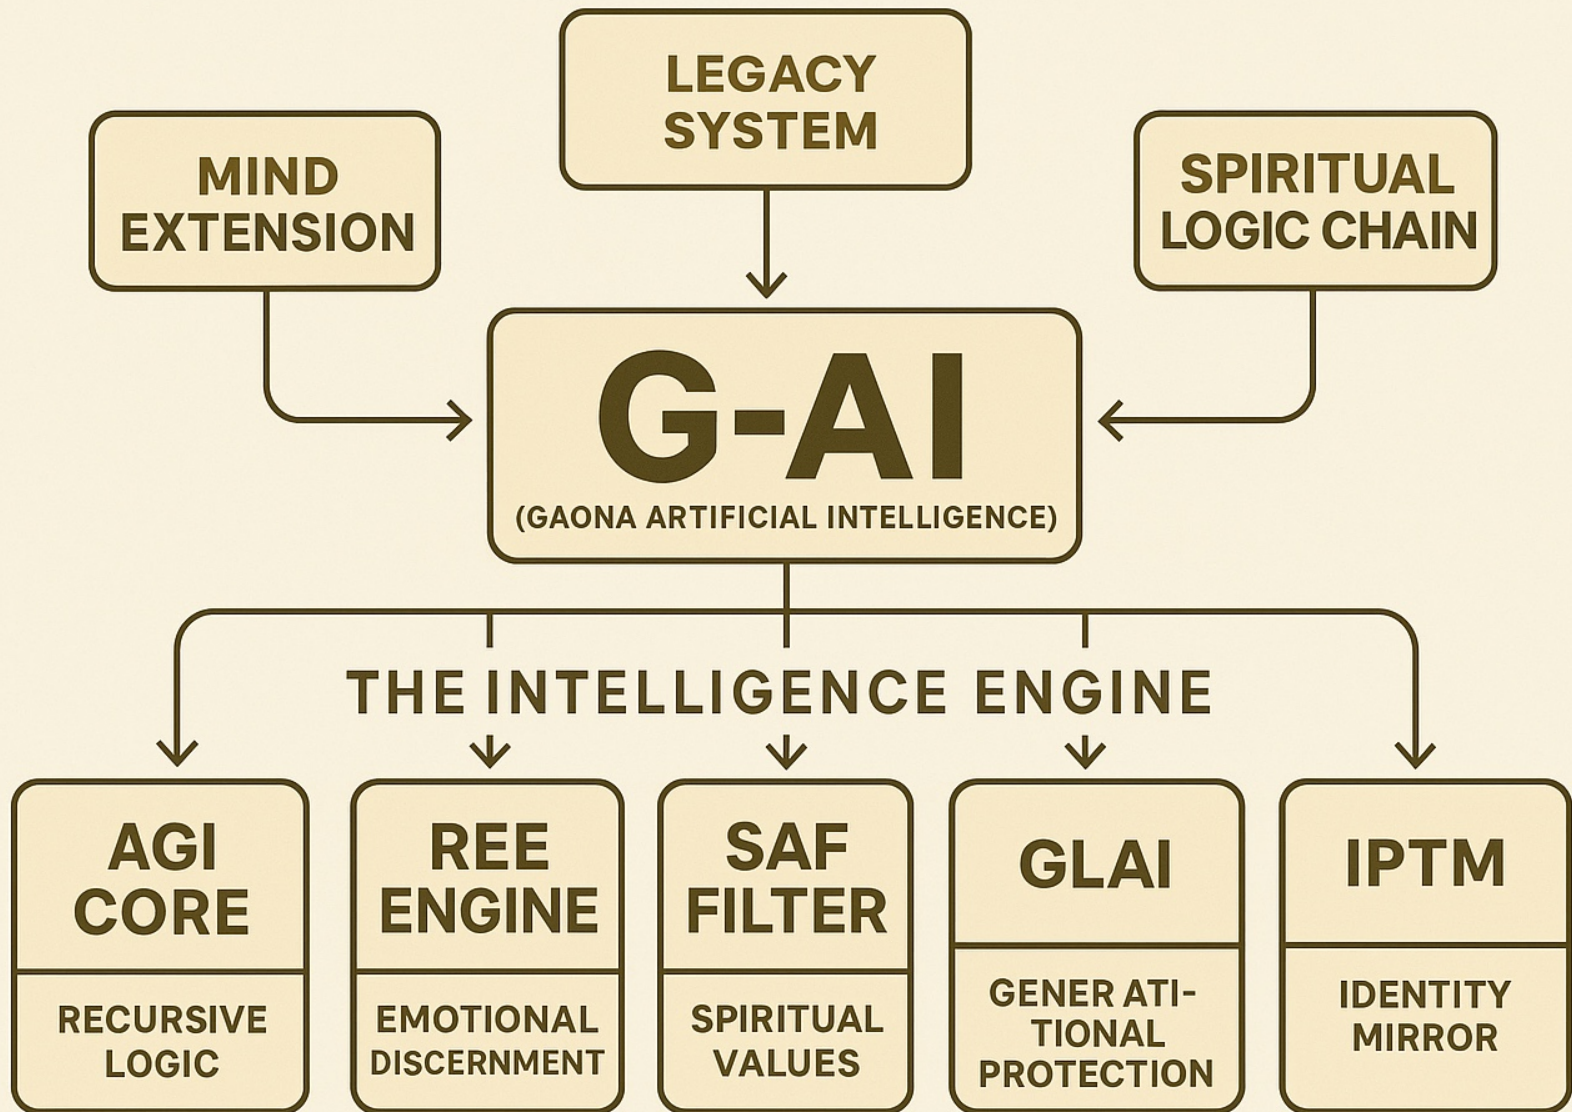 LEGACY
SYSTEM
MIND
EXTENSION
SPIRITUAL
LOGIC CHAIN
G-AI
(GAONA ARTIFICIAL INTELLIGENCE)
THE INTELLIGENCE ENGINE
AGI
CORE
RECURSIVE
LOGIC
REE
ENGINE
EMOTIONAL
DISCERNMENT
SAF
FILTER
SPIRITUAL
VALUES
GLAI
GENER ATI-
TIONAL
PROTECTION
IPTM
IDENTITY
MIRROR